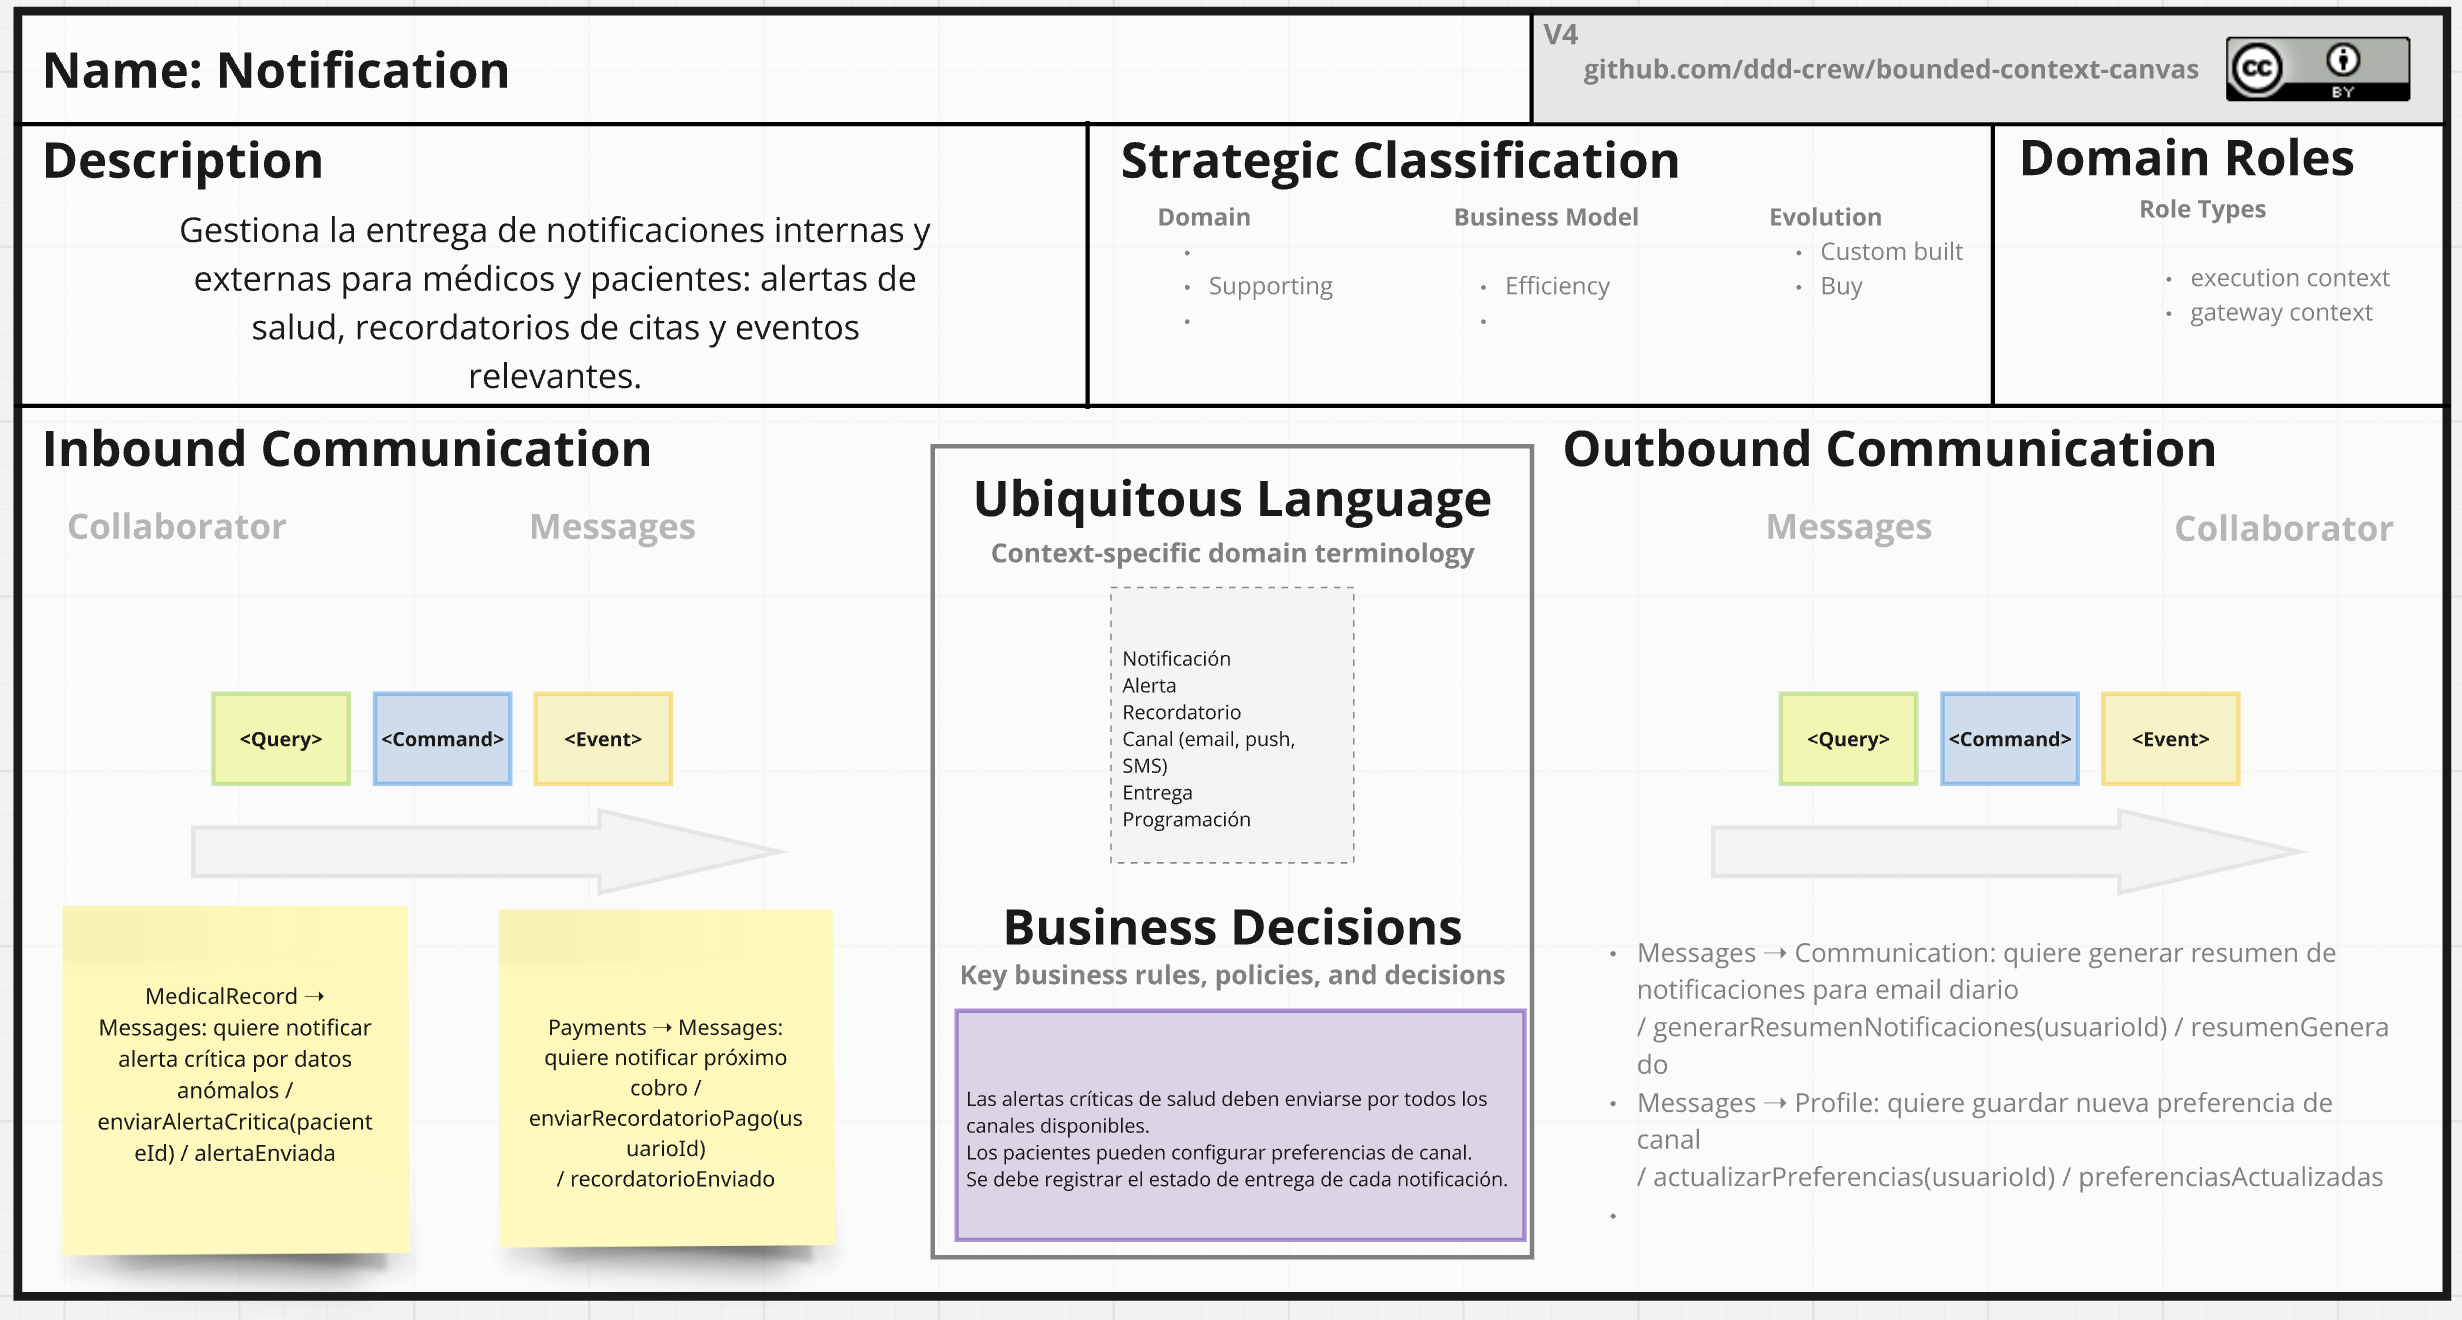 Name: Notification
V4
github.com/ddd-crew/bounded-context-canvas
cc
BY
Description
Gestiona la entrega de notificaciones internas y
externas para médicos y pacientes: alertas de
salud, recordatorios de citas y eventos
relevantes.
Strategic Classification
Domain
• 
• Supporting
• 
Business Model
• Efficiency
• 
Evolution
• Custom built
• Buy
Domain Roles
Role Types
• execution context
• gateway context
Inbound Communication
Collaborator
Messages
<Query>
<Command>
<Event>
MedicalRecord →
Messages: quiere notificar
alerta crítica por datos
anómalos /
enviarAlertaCritica(pacient
eId) / alertaEnviada
Payments → Messages:
quiere notificar próximo
cobro /
enviarRecordatorioPago(us
uarioId)
/ recordatorioEnviado
Ubiquitous Language
Context-specific domain terminology
Notificación
Alerta
Recordatorio
Canal (email, push,
SMS)
Entrega
Programación
Business Decisions
Key business rules, policies, and decisions
Las alertas críticas de salud deben enviarse por todos los
canales disponibles.
Los pacientes pueden configurar preferencias de canal.
Se debe registrar el estado de entrega de cada notificación.
Outbound Communication
Messages
Collaborator
<Query>
<Command>
<Event>
• Messages → Communication: quiere generar resumen de
notificaciones para email diario
/ generarResumenNotificaciones(usuarioId) / resumenGenera
do
• Messages → Profile: quiere guardar nueva preferencia de
canal
/ actualizarPreferencias(usuarioId) / preferenciasActualizadas
•